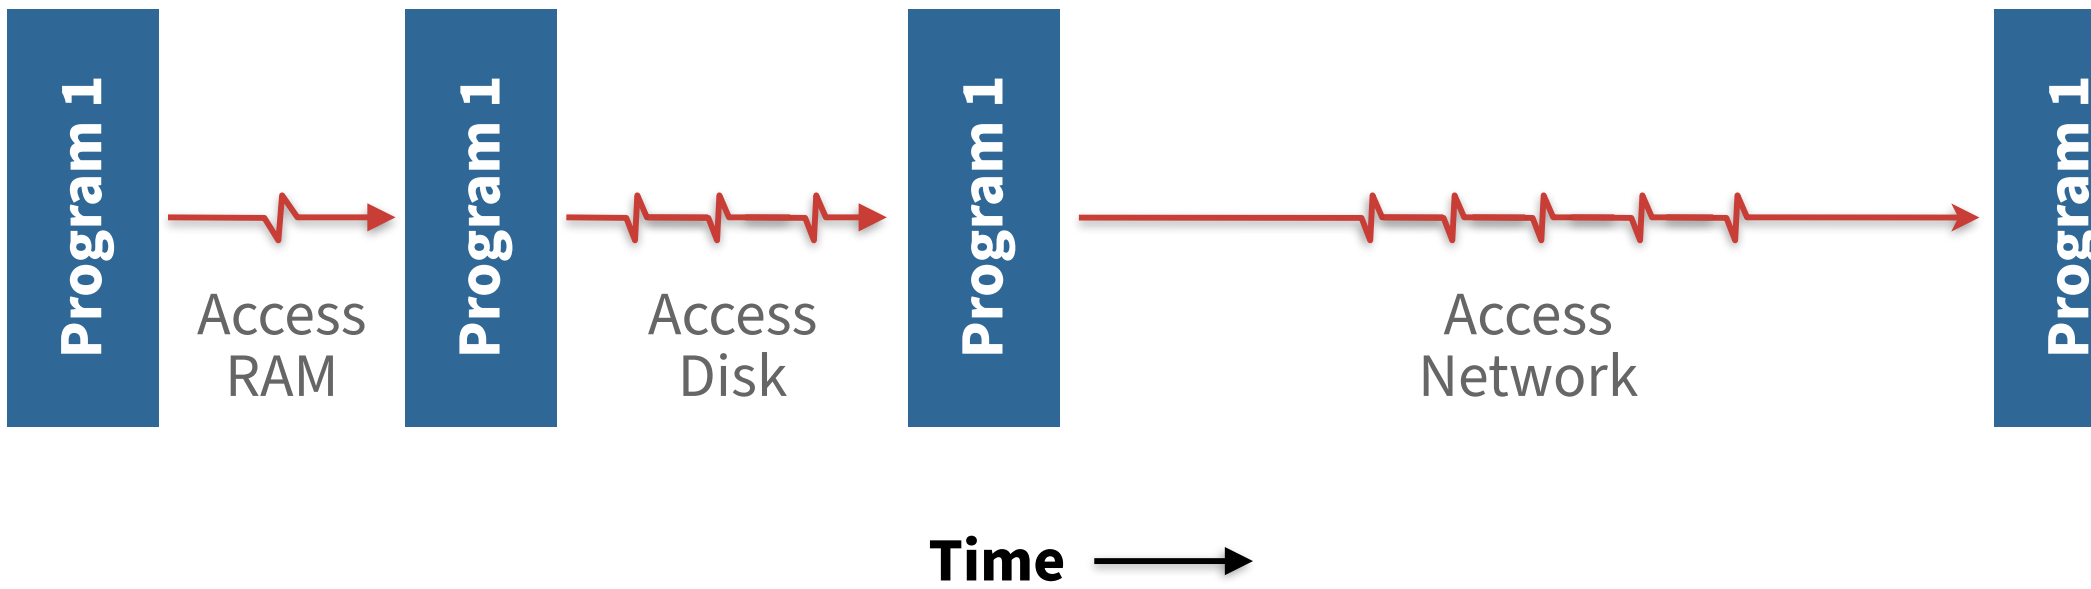 Program 1
Access
RAM
Program 1
Access
Disk
Program 1
Access
Network
Program 1
Time